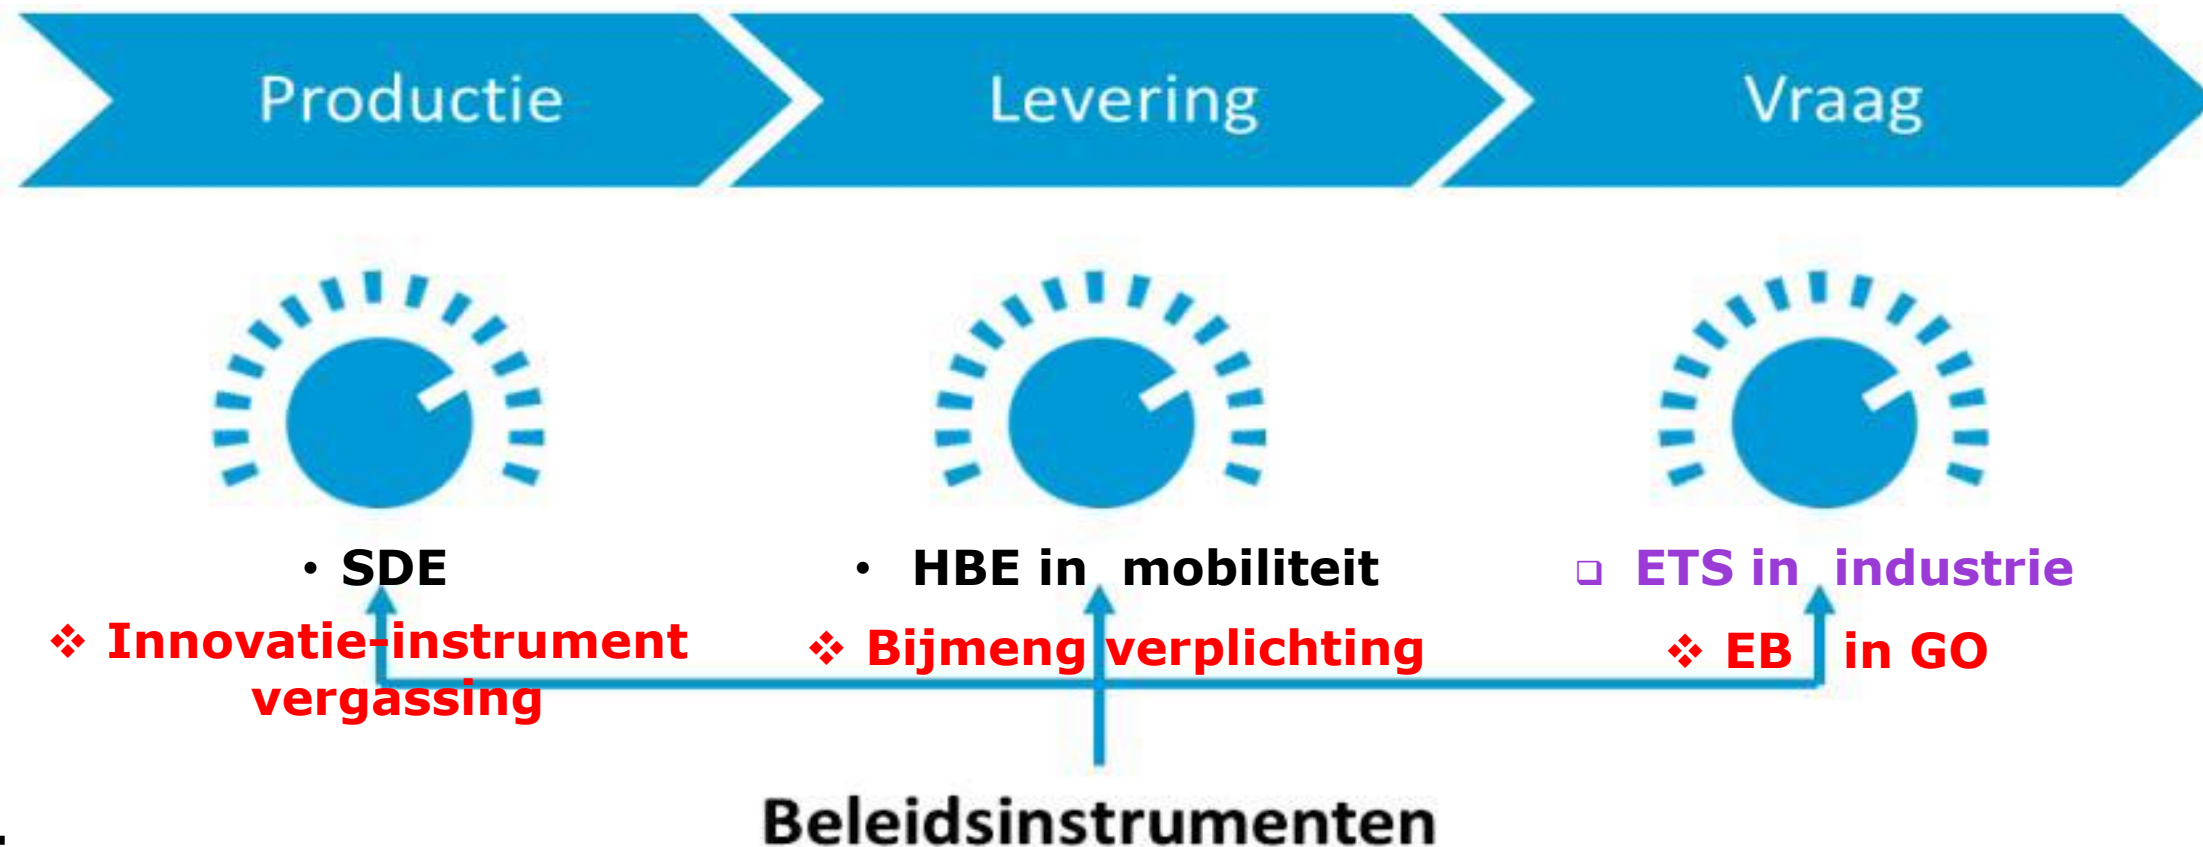 Productie
Levering
Vraag
• SDE
❖ Innovatie-instrument
vergassing
• HBE in mobiliteit
❖ Bijmeng verplichting
❑ ETS in industrie
❖ EB in GO
Beleidsinstrumenten